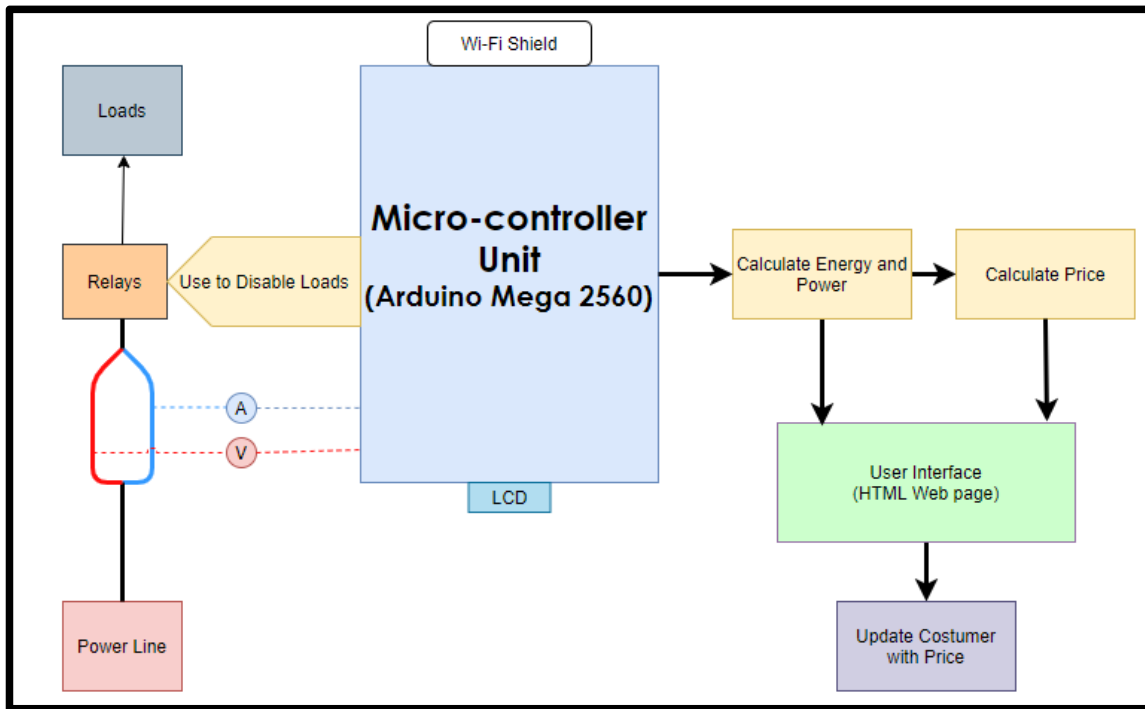 Wi-Fi Shield
Loads
Micro-controller
Unit
(Arduino Mega 2560)
Relays
Use to Disable Loads
Calculate Energy and
Power
Calculate Price
A
V
LCD
User Interface
(HTML Web page)
Power Line
Update Costumer
with Price